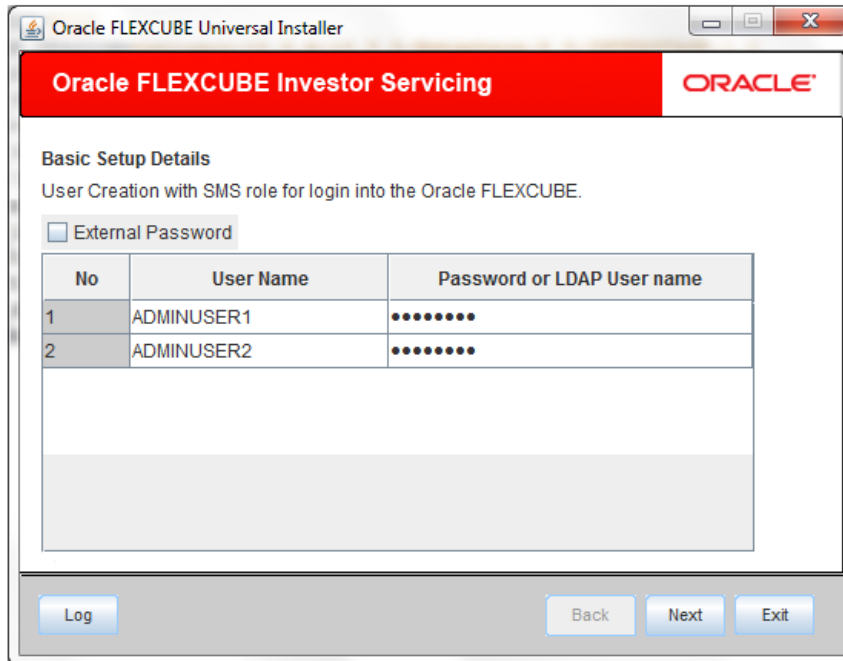 Oracle FLEXCUBE Universal Installer
Oracle FLEXCUBE Investor Servicing
ORACLE
Basic Setup Details
User Creation with SMS role for login into the Oracle FLEXCUBE.
External Password
No User Name Password or LDAP User name
1 ADMINUSER1 ••••••••
2 ADMINUSER2 ••••••••
Log Back Next Exit